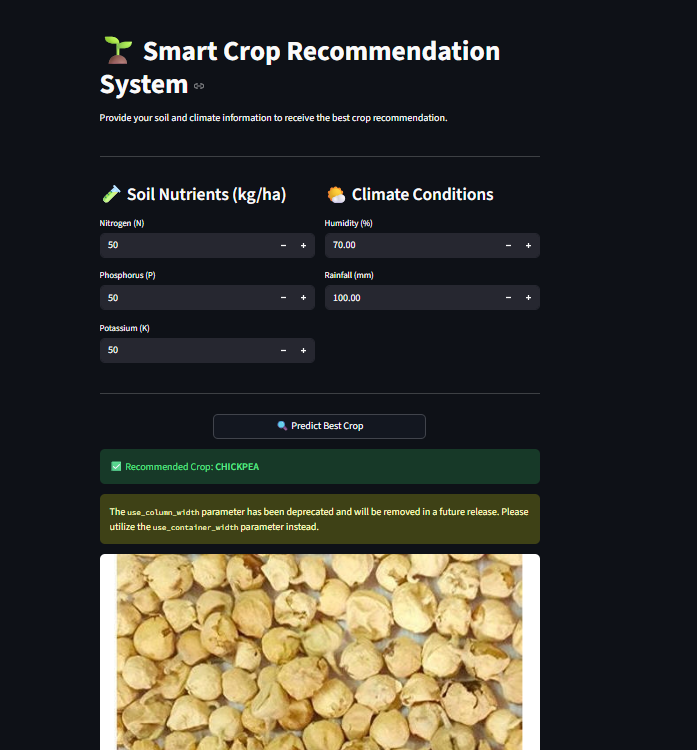 Smart Crop Recommendation
System
Provide your soil and climate information to receive the best crop recommendation.
Soil Nutrients (kg/ha)
Nitrogen (N)
50
Phosphorus (P)
50
Potassium (K)
50
Climate Conditions
Humidity (%)
70.00
Rainfall (mm)
100.00
Predict Best Crop
Recommended Crop: CHICKPEA
The use_column_width parameter has been deprecated and will be removed in a future release. Please
utilize the use_container_width parameter instead.